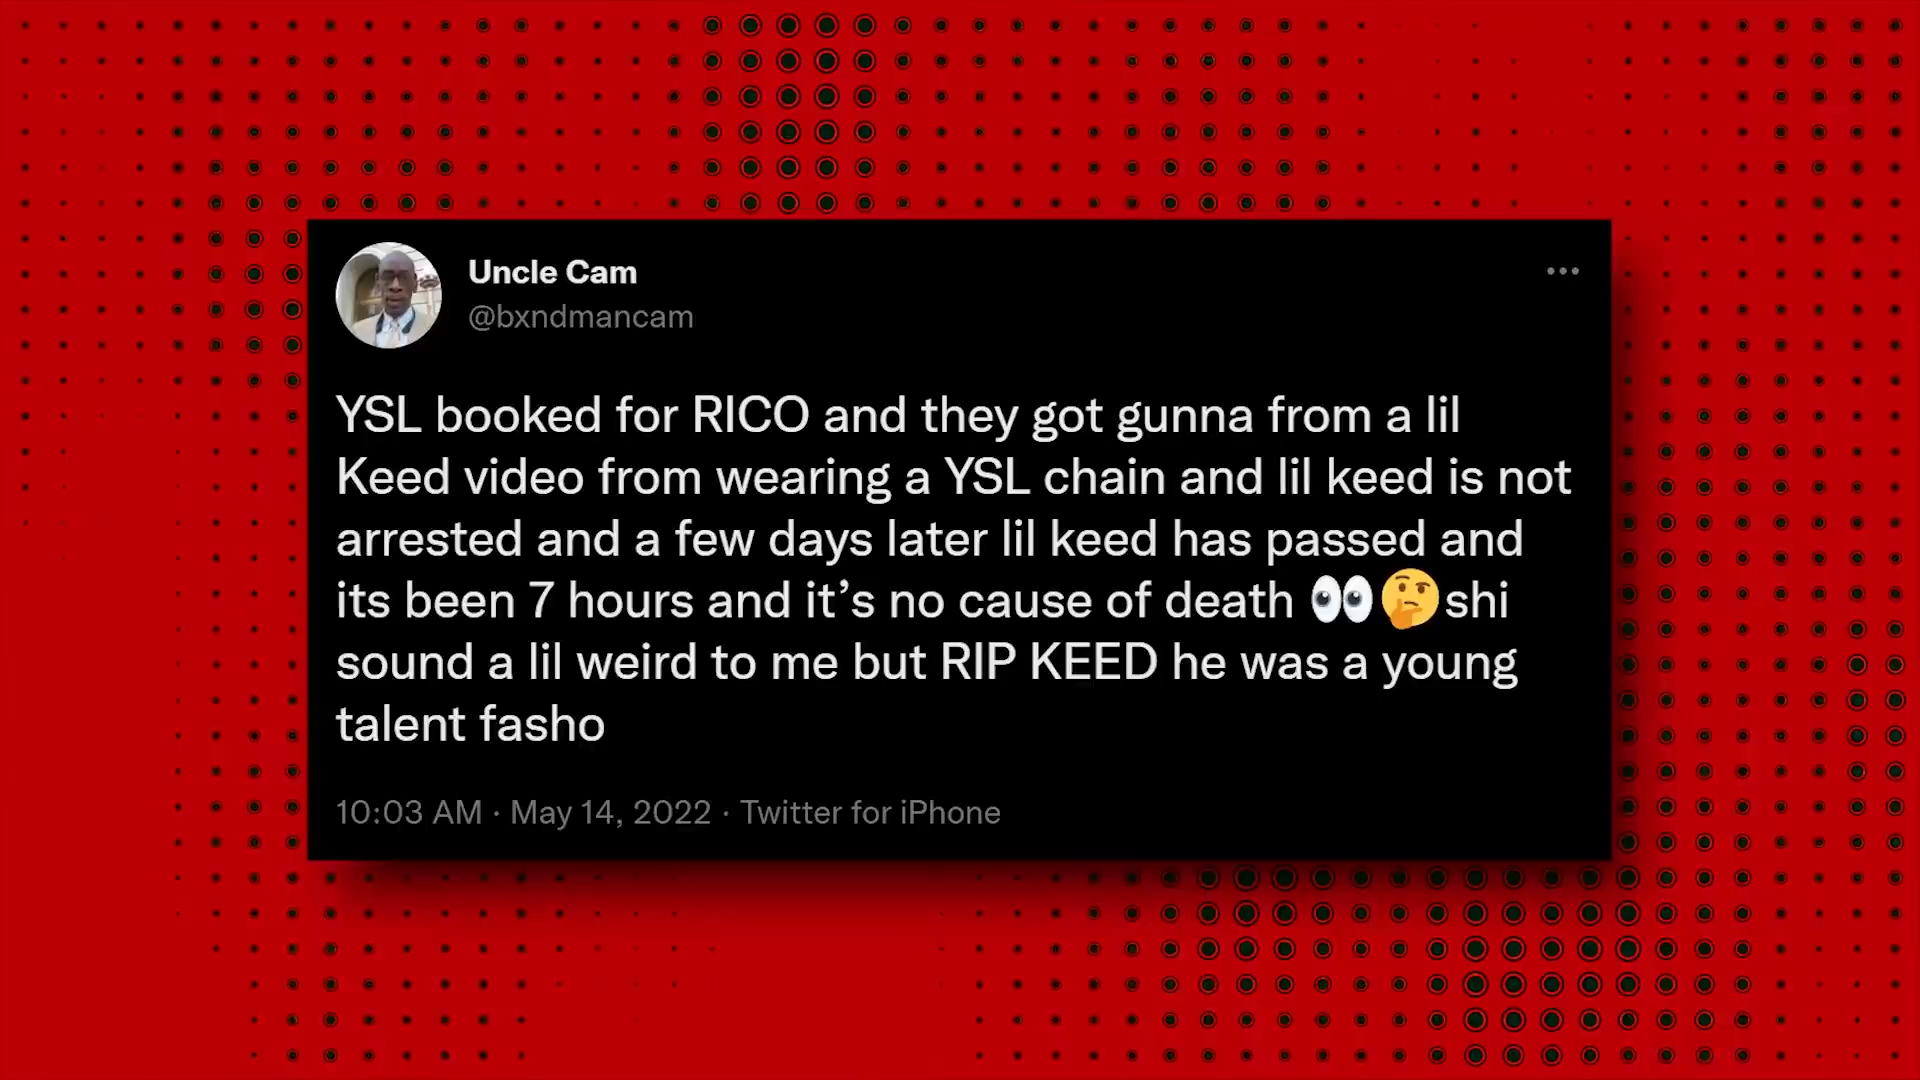 Uncle Cam
@bxndmancam
YSL booked for RICO and they got gunna from a lil
Keed video from wearing a YSL chain and lil keed is not
arrested and a few days later lil keed has passed and
its been 7 hours and it’s no cause of death 👀🤔shi
sound a lil weird to me but RIP KEED he was a young
talent fasho
10:03 AM · May 14, 2022 · Twitter for iPhone